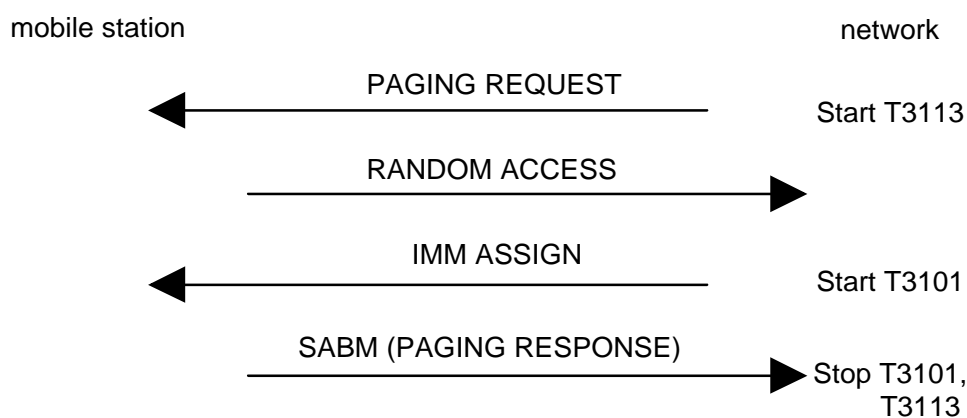 mobile station
network
PAGING REQUEST
Start T3113
RANDOM ACCESS
IMM ASSIGN
Start T3101
SABM (PAGING RESPONSE)
Stop T3101,
T3113